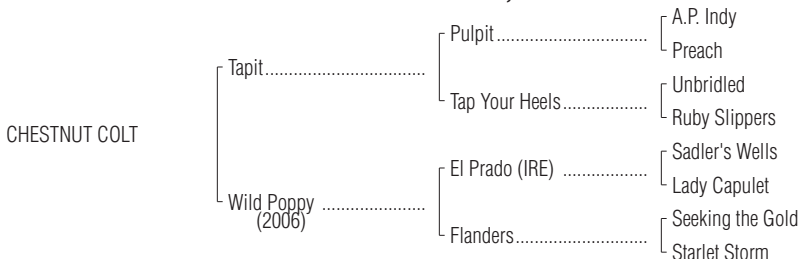 A.P. Indy
Pulpit................................
Preach
Tapit..................................
Unbridled
Tap Your Heels..................
Ruby Slippers
CHESTNUT COLT
Sadler's Wells
El Prado (IRE) ..................
Lady Capulet
Wild Poppy ......................
(2006)
Seeking the Gold
Flanders............................
Starlet Storm